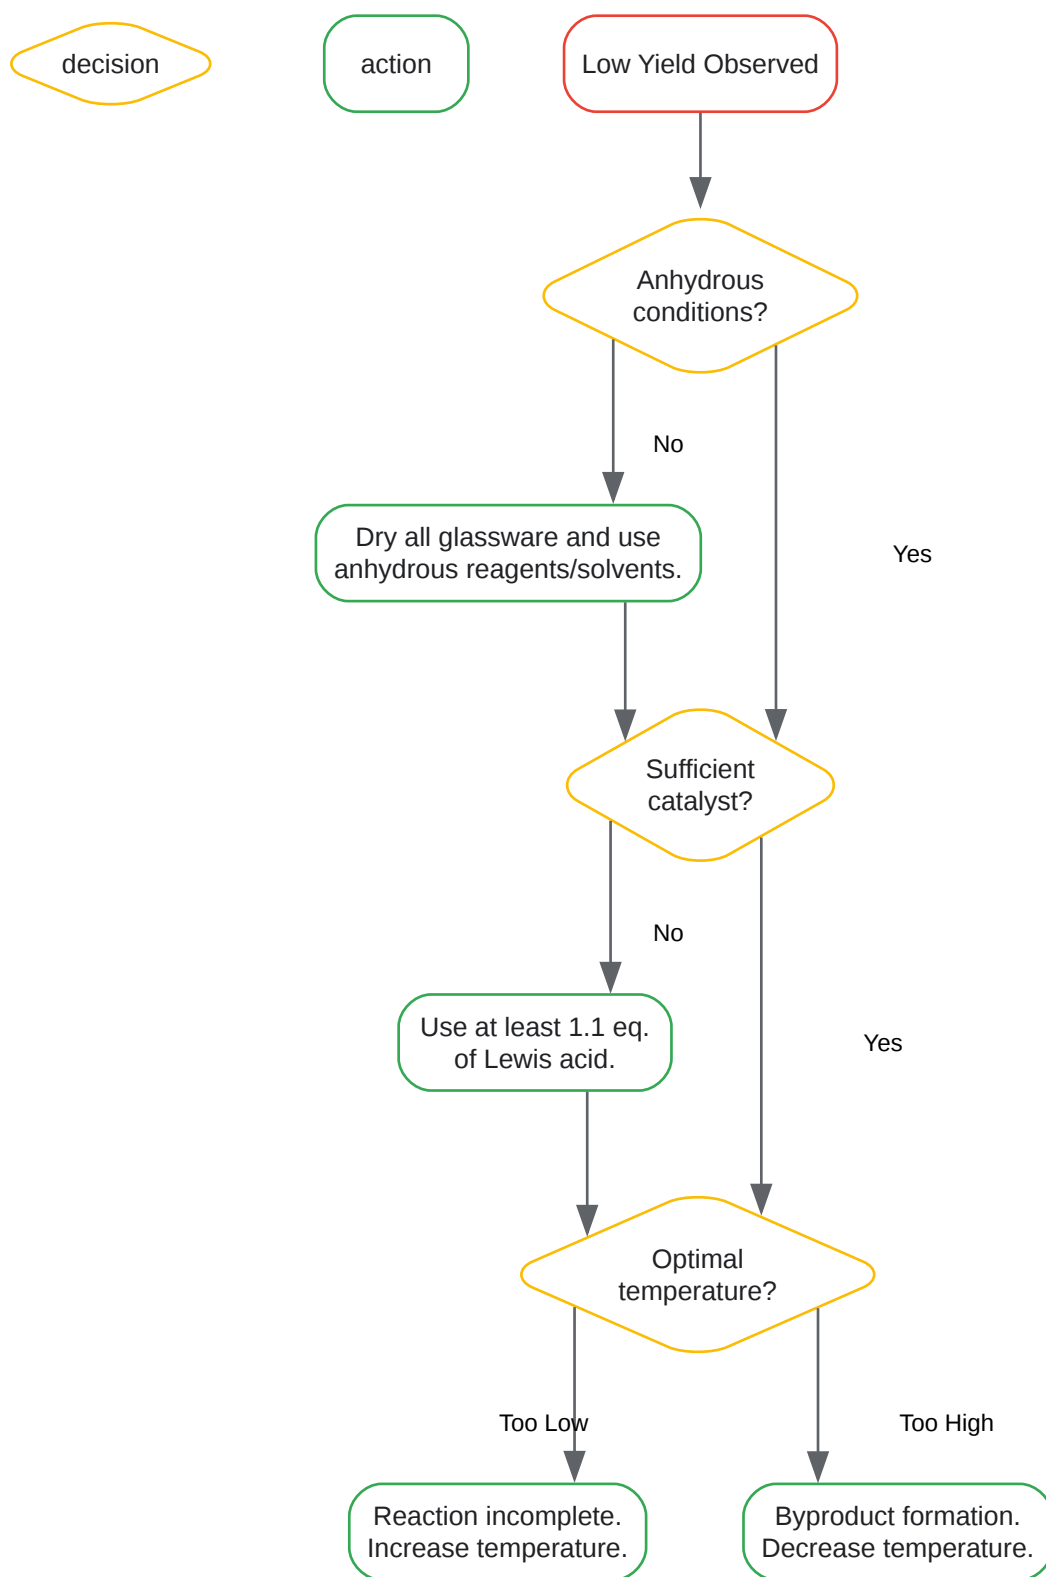 decision
action
Low Yield Observed
Anhydrous
conditions?
No
Dry all glassware and use
anhydrous reagents/solvents.
Yes
Sufficient
catalyst?
No
Use at least 1.1 eq.
of Lewis acid.
Yes
Optimal
temperature?
Too Low
Too High
Reaction incomplete.
Increase temperature.
Byproduct formation.
Decrease temperature.